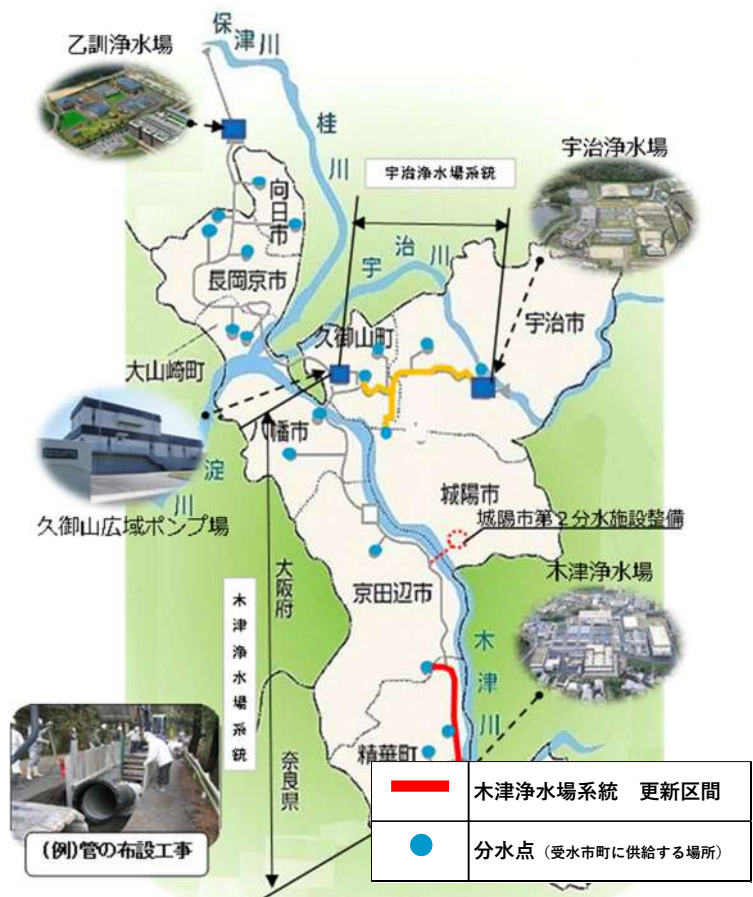 保津川
乙訓浄水場
桂川
宇治浄水場
宇治浄水場系統
向日市
宇治川
長岡京市
久御山町
宇治市
大山崎町
八幡市
淀川
城陽市
久御山広域ポンプ場
城陽市第2分水施設整備
大阪府
木津浄水場
京田辺市
木津浄水場系統
木津川
奈良県
精華町
木津浄水場系統 更新区間
(例)管の布設工事
分水点(受水市町に供給する場所)